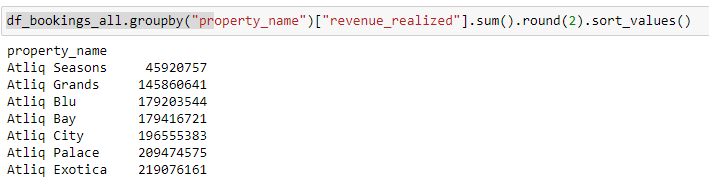 df_bookings_all.groupby("property_name")["revenue_realized"].sum().round(2).sort_values()
property_name
Atliq Seasons 45920757
Atliq Grands 145860641
Atliq Blu 179203544
Atliq Bay 179416721
Atliq City 196555383
Atliq Palace 209474575
Atliq Exotica 219076161